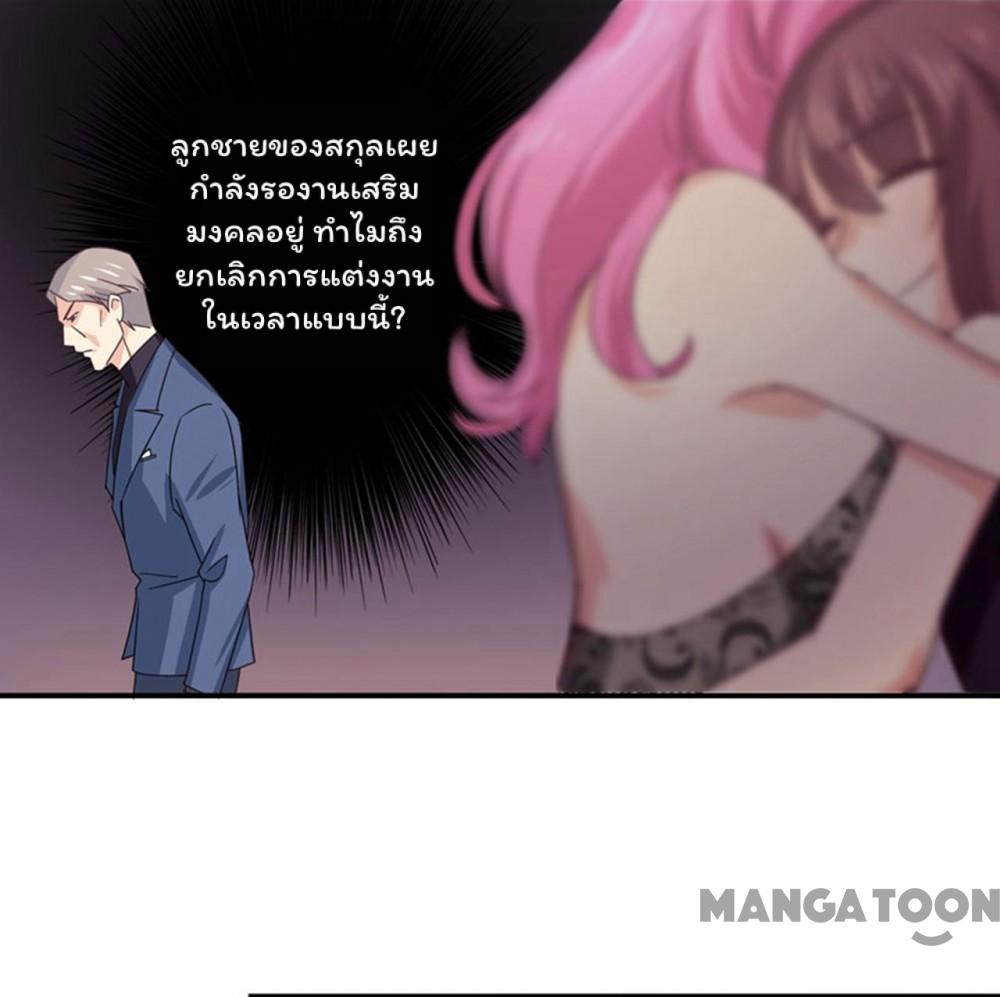 ลูกชายของสกุลเผย
กำลังรองานเสริม
มงคลอยู่ ทำไมถึง
ยกเลิกการแต่งงาน
ในเวลาแบบนี้?
MANGATOON